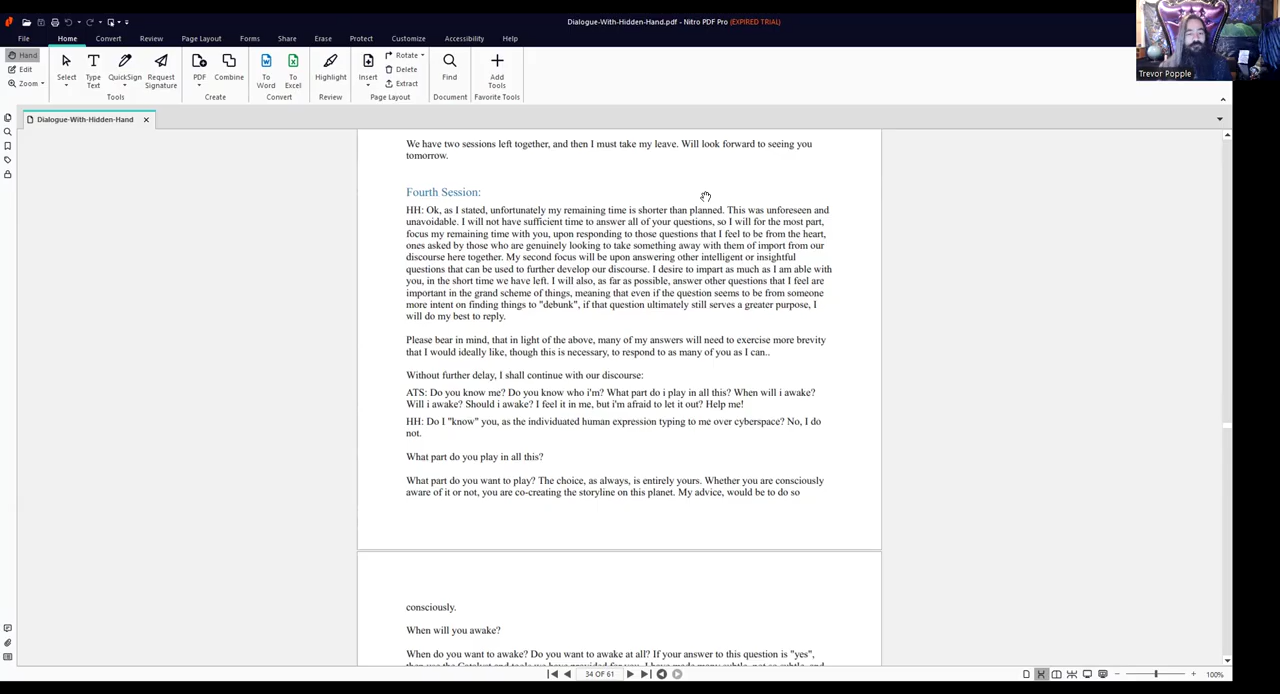 Dialogue-With-Hidden-Hand.pdf - Nitro PDF Pro (EXPIRED TRIAL)
File Home Convert Review Page Layout Forms Share Erase Protect Customize Accessibility Help
Hand
Edit
Zoom
Select
Type Text
QuickSign
Request Signature
Tools
PDF
Combine
Create
To Word
To Excel
Convert
Highlight
Review
Insert
Rotate
Delete
Extract
Page Layout
Find
Document
Add Tools
Favorite Tools
Trevor Popple
Dialogue-With-Hidden-Hand
We have two sessions left together, and then I must take my leave. Will look forward to seeing you
tomorrow.
Fourth Session:
HH: Ok, as I stated, unfortunately my remaining time is shorter than planned. This was unforeseen and
unavoidable. I will not have sufficient time to answer all of your questions, so I will for the most part,
focus my remaining time with you, upon responding to those questions that I feel to be from the heart,
ones asked by those who are genuinely looking to take something away with them of import from our
discourse here together. My second focus will be upon answering other intelligent or insightful
questions that can be used to further develop our discourse. I desire to impart as much as I am able with
you, in the short time we have left. I will also, as far as possible, answer other questions that I feel are
important in the grand scheme of things, meaning that even if the question seems to be from someone
more intent on finding things to "debunk", if that question ultimately still serves a greater purpose, I
will do my best to reply.
Please bear in mind, that in light of the above, many of my answers will need to exercise more brevity
that I would ideally like, though this is necessary, to respond to as many of you as I can..
Without further delay, I shall continue with our discourse:
ATS: Do you know me? Do you know who i'm? What part do i play in all this? When will i awake?
Will i awake? Should i awake? I feel it in me, but i'm afraid to let it out? Help me!
HH: Do I "know" you, as the individuated human expression typing to me over cyberspace? No, I do
not.
What part do you play in all this?
What part do you want to play? The choice, as always, is entirely yours. Whether you are consciously
aware of it or not, you are co-creating the storyline on this planet. My advice, would be to do so
consciously.
When will you awake?
When do you want to awake? Do you want to awake at all? If your answer to this question is "yes",
34 OF 61
100%